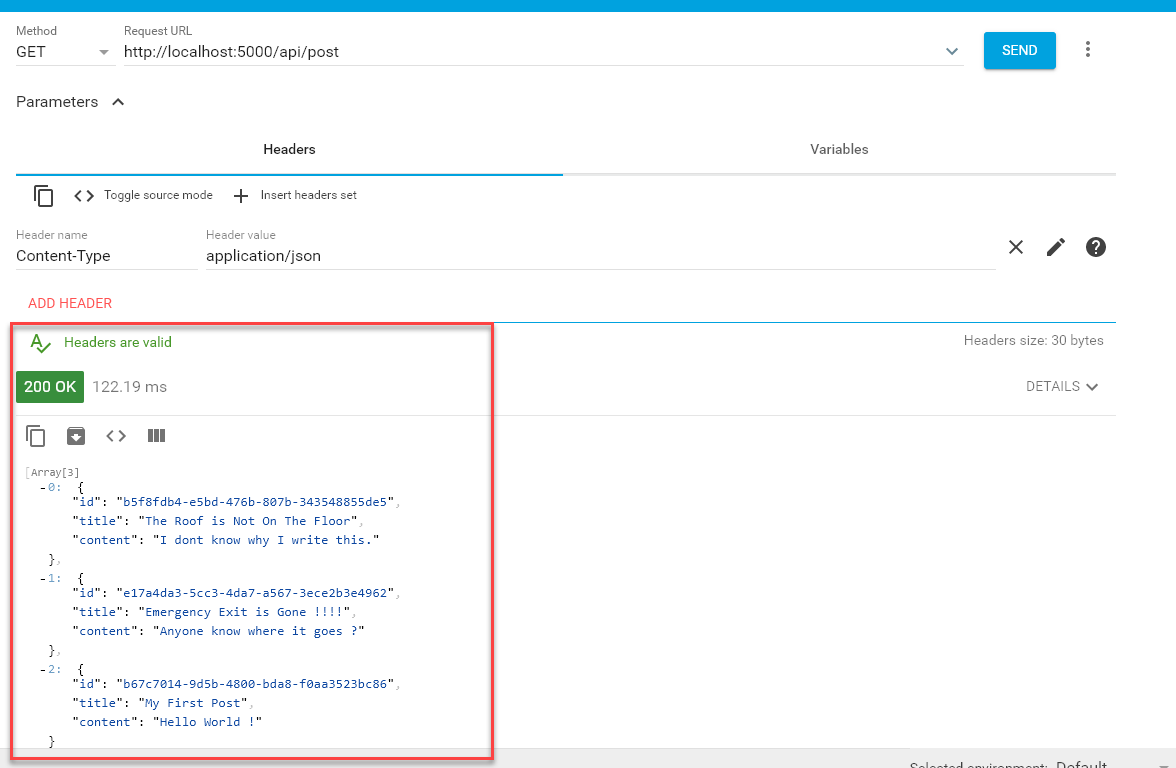 Method
Request URL
GET
http://localhost:5000/api/post
SEND
Parameters
Headers
Variables
Toggle source mode
Insert headers set
Header name
Header value
Content-Type
application/json
ADD HEADER
Headers are valid
Headers size: 30 bytes
200 OK
122.19 ms
DETAILS
[Array[3]
-0: {
"id": "b5f8fdb4-e5bd-476b-807b-343548855de5",
"title": "The Roof is Not On The Floor",
"content": "I dont know why I write this."
},
-1: {
"id": "e17a4da3-5cc3-4da7-a567-3ece2b3e4962",
"title": "Emergency Exit is Gone !!!!",
"content": "Anyone know where it goes ?"
},
-2: {
"id": "b67c7014-9d5b-4800-bda8-f0aa3523bc86",
"title": "My First Post",
"content": "Hello World !"
}
Selected environment: Default